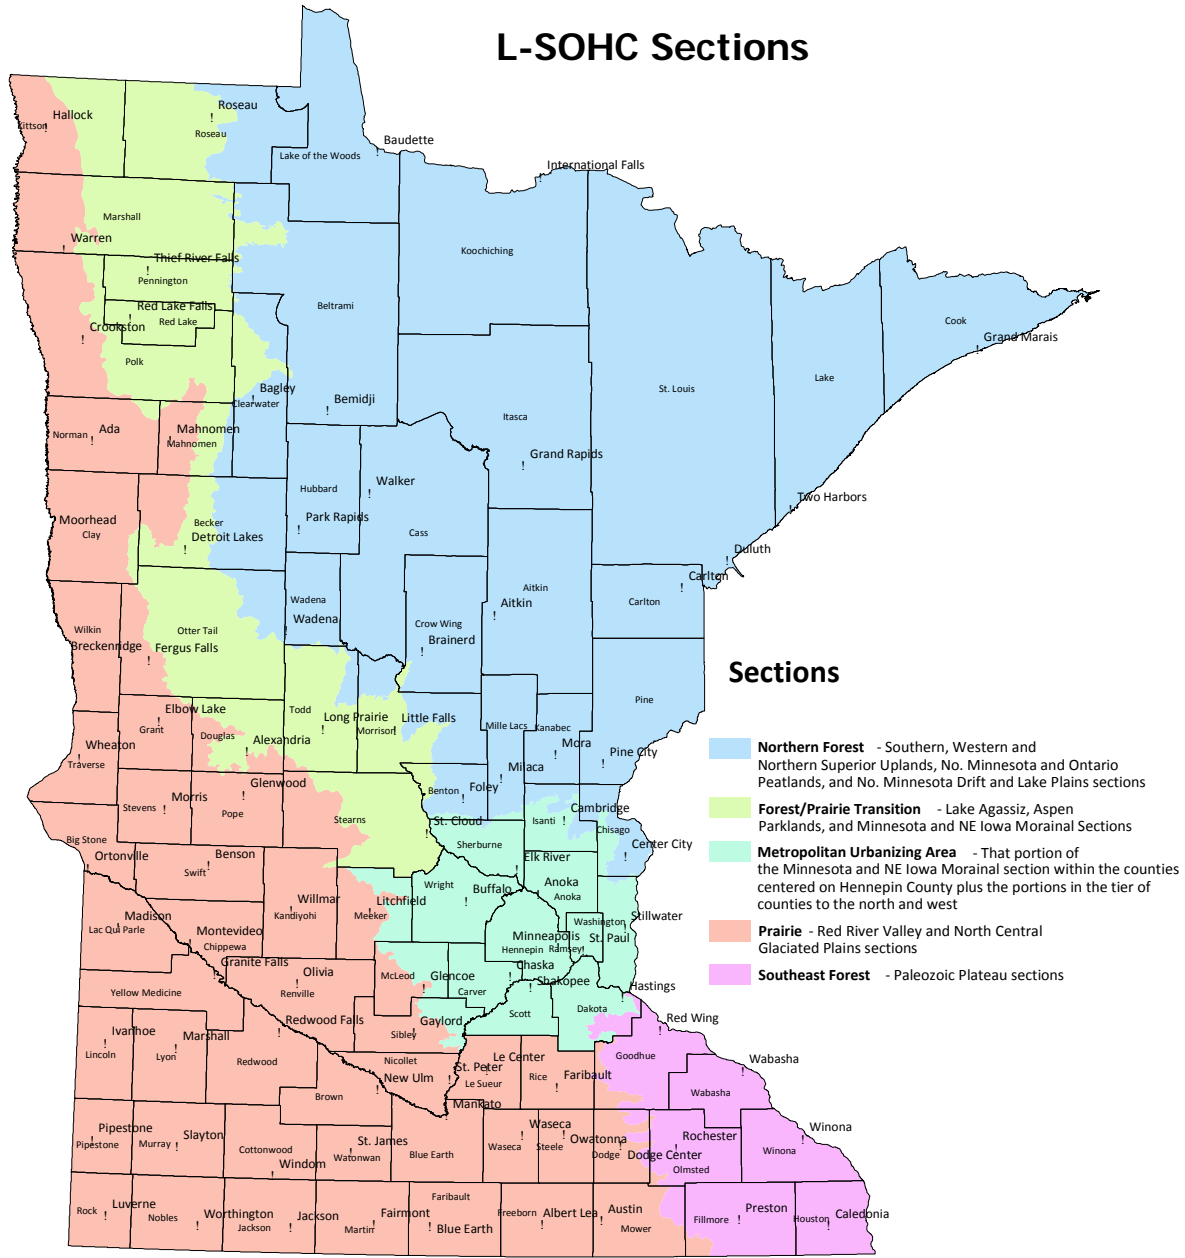 L-SOHC Sections
Roseau
Hallock
Kittson
Roseau
Baudette
Lake of the Woods
International Falls
Marshall
Warren
Koochiching
Thief River Falls
Pennington
Red Lake Falls
Beltrami
Red Lake
Crookston
Cook
Grand Marais
Polk
Lake
St. Louis
Bagley
Clearwater
Bemidji
Itasca
Ada
Norman
Mahnomen
Mahnomen
Grand Rapids
Walker
Hubbard
Two Harbors
Park Rapids
Moorhead
Becker
Clay
Detroit Lakes
Cass
Duluth
Carlton
Aitkin
Wadena
Aitkin
Carlton
Wadena
Crow Wing
Wilkin
Otter Tail
Brainerd
Breckenridge
Fergus Falls
Sections
Pine
Elbow Lake
Todd
Long Prairie
Little Falls
Grant
Douglas
Morrison
Mille Lacs
Kanabec
Alexandria
Wheaton
Mora
Pine City
Traverse
Milaca
Northern Forest - Southern, Western and
Northern Superior Uplands, No. Minnesota and Ontario
Peatlands, and No. Minnesota Drift and Lake Plains sections
Glenwood
Foley
Benton
Morris
Stevens
Pope
Cambridge
Stearns
St. Cloud
Isanti
Chisago
Forest/Prairie Transition - Lake Agassiz, Aspen
Parklands, and Minnesota and NE Iowa Morainal Sections
Big Stone
Sherburne
Center City
Ortonville
Benson
Elk River
Metropolitan Urbanizing Area - That portion of
the Minnesota and NE Iowa Morainal section within the counties
centered on Hennepin County plus the portions in the tier of
counties to the north and west
Swift
Wright
Buffalo
Anoka
Anoka
Willmar
Litchfield
Madison
Kandiyohi
Meeker
Stillwater
Washington
Lac Qui Parle
Montevideo
Minneapolis
St. Paul
Chippewa
Hennepin
Ramsey
Prairie - Red River Valley and North Central
Glaciated Plains sections
Granite Falls
Olivia
McLeod
Glencoe
Chaska
Southeast Forest - Paleozoic Plateau sections
Yellow Medicine
Renville
Carver
Shakopee
Hastings
Dakota
Scott
Redwood Falls
Gaylord
Red Wing
Ivanhoe
Marshall
Sibley
Lincoln
Lyon
Redwood
Nicollet
Le Center
Goodhue
Wabasha
St. Peter
New Ulm
Le Sueur
Rice
Faribault
Brown
Wabasha
Mankato
Pipestone
Slayton
Waseca
Winona
Pipestone
Murray
St. James
Owatonna
Rochester
Cottonwood
Watonwan
Blue Earth
Waseca
Steele
Dodge
Dodge Center
Winona
Windom
Olmsted
Luverne
Faribault
Rock
Nobles
Worthington
Jackson
Jackson
Fairmont
Martin
Blue Earth
Freeborn
Albert Lea
Austin
Mower
Fillmore
Preston
Houston
Caledonia